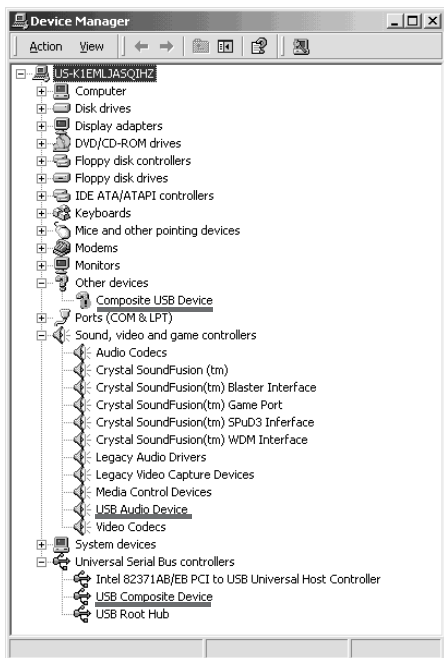 Device Manager
Action View
US-K1EMLJASQIHZ
Computer
Disk drives
Display adapters
DVD/CD-ROM drives
Floppy disk controllers
Floppy disk drives
IDE ATA/ATAPI controllers
Keyboards
Mice and other pointing devices
Modems
Monitors
Other devices
Composite USB Device
Ports (COM & LPT)
Sound, video and game controllers
Audio Codecs
Crystal SoundFusion (tm)
Crystal SoundFusion(tm) Blaster Interface
Crystal SoundFusion(tm) Game Port
Crystal SoundFusion(tm) SPuD3 Inferface
Crystal SoundFusion(tm) WDM Interface
Legacy Audio Drivers
Legacy Video Capture Devices
Media Control Devices
USB Audio Device
Video Codecs
System devices
Universal Serial Bus controllers
Intel 82371AB/EB PCI to USB Universal Host Controller
USB Composite Device
USB Root Hub